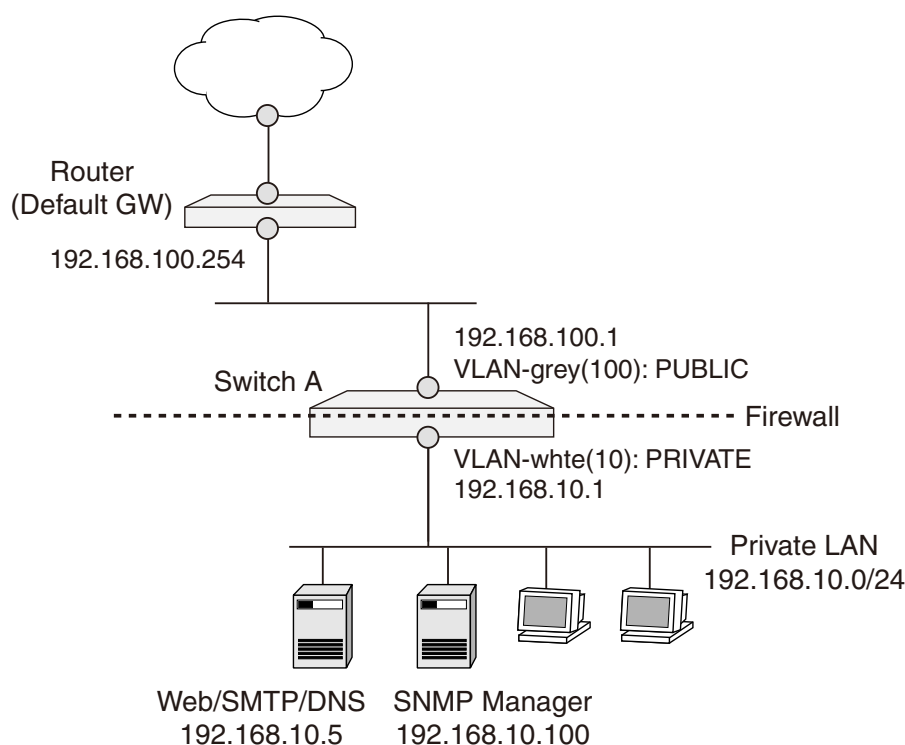 Router
(Default GW)
192.168.100.254
192.168.100.1
VLAN-grey(100): PUBLIC
Switch A
Firewall
VLAN-whte(10): PRIVATE
192.168.10.1
Private LAN
192.168.10.0/24
Web/SMTP/DNS
192.168.10.5
SNMP Manager
192.168.10.100